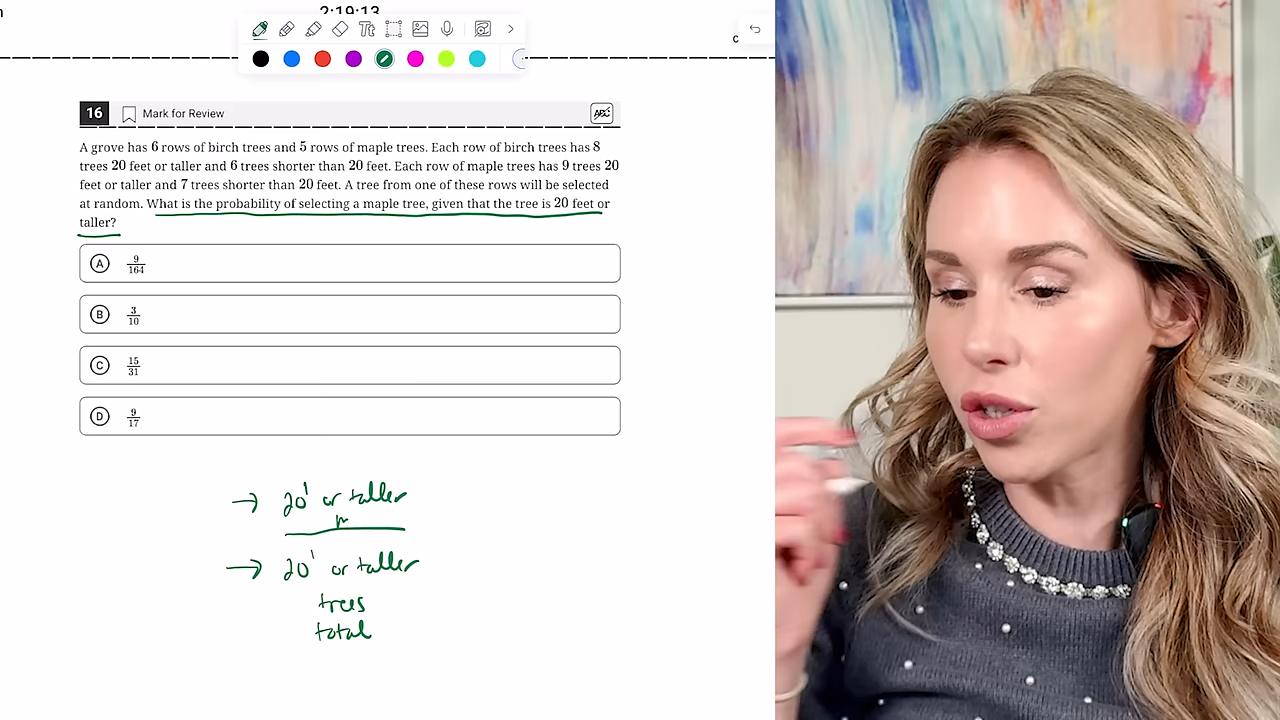 2:19:13
Tt
16 Mark for Review ABC
A grove has 6 rows of birch trees and 5 rows of maple trees. Each row of birch trees has 8
trees 20 feet or taller and 6 trees shorter than 20 feet. Each row of maple trees has 9 trees 20
feet or taller and 7 trees shorter than 20 feet. A tree from one of these rows will be selected
at random. What is the probability of selecting a maple tree, given that the tree is 20 feet or
taller?
A 9/164
B 3/10
C 15/31
D 9/17
→ 20' or taller
m
→ 20' or taller
trees
total